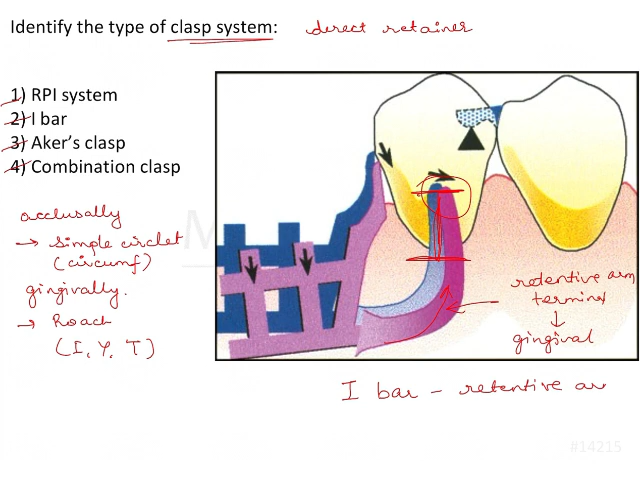 Identify the type of clasp system: direct retainer
1) RPI system
2) I bar
3) Aker's clasp
4) Combination clasp
occlusally
→ Simple circlet
(circumf)
gingivally.
→ Roach
(I, Y, T)
retentive arm
↓
gingival
I bar - retentive ar
#14215